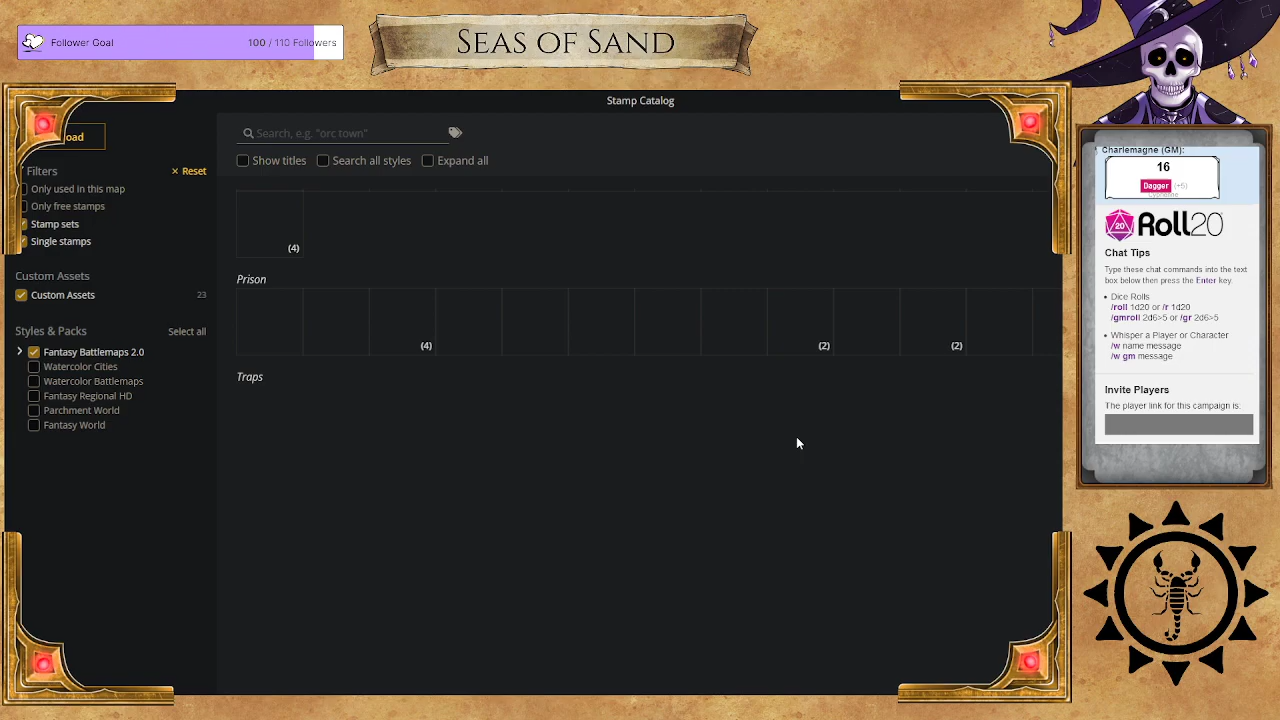 Follower Goal
100 / 110 Followers
SEAS OF SAND
Stamp Catalog
oad
Search, e.g. "orc town"
Show titles
Search all styles
Expand all
Filters
× Reset
Only used in this map
Only free stamps
Stamp sets
Single stamps
Custom Assets
Custom Assets
23
Styles & Packs
Select all
Fantasy Battlemaps 2.0
Watercolor Cities
Watercolor Battlemaps
Fantasy Regional HD
Parchment World
Fantasy World
(4)
Prison
(4)
(2)
(2)
Traps
Charlemagne (GM):
16
Dagger (+5)
20
Roll20
Chat Tips
Type these chat commands into the text
box below then press the Enter key.
• Dice Rolls
/roll 1d20 or /r 1d20
/gmroll 2d6>5 or /gr 2d6>5
• Whisper a Player or Character
/w name message
/w gm message
Invite Players
The player link for this campaign is: